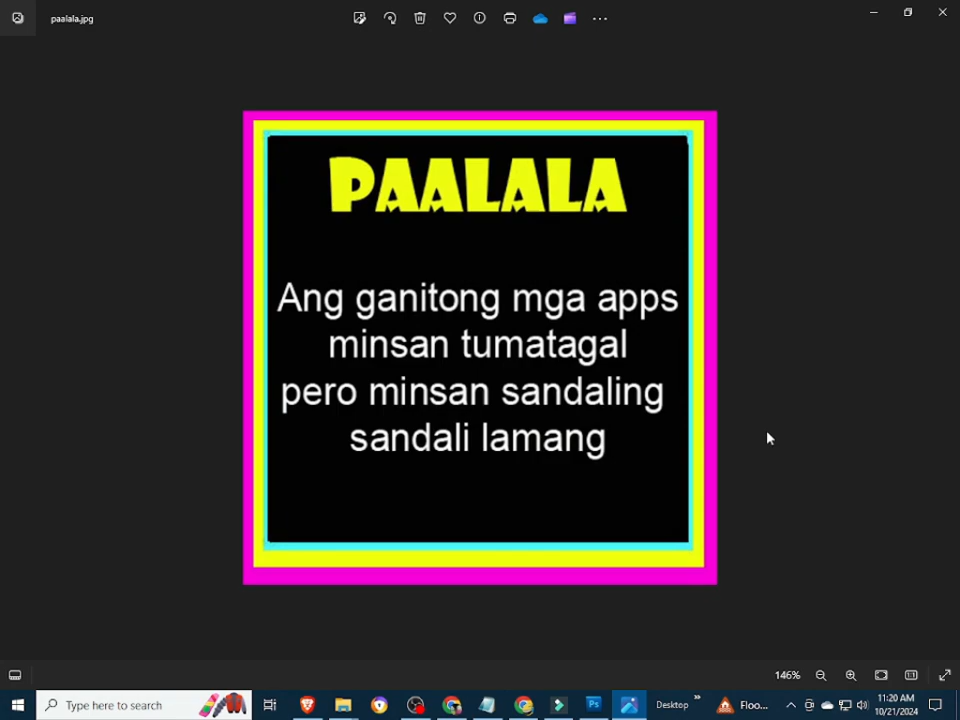 paalala.jpg
PAALALA
Ang ganitong mga apps
minsan tumatagal
pero minsan sandaling
sandali lamang
146%
Type here to search
Desktop
Floo...
11:20 AM
10/21/2024